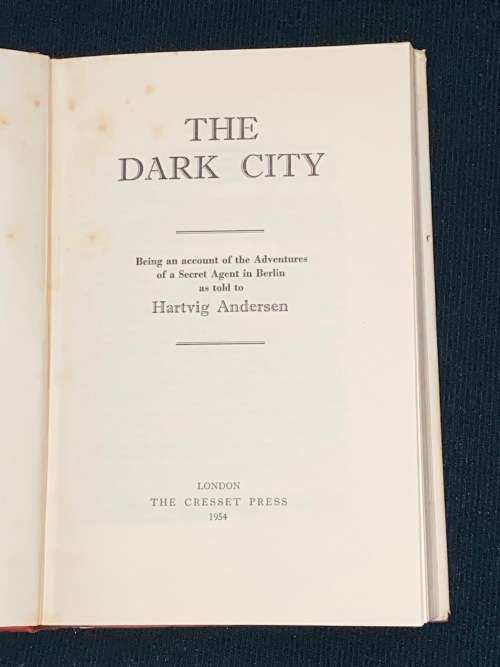 THE
DARK CITY
Being an account of the Adventures
of a Secret Agent in Berlin
as told to
Hartvig Andersen
LONDON
THE CRESSET PRESS
1954